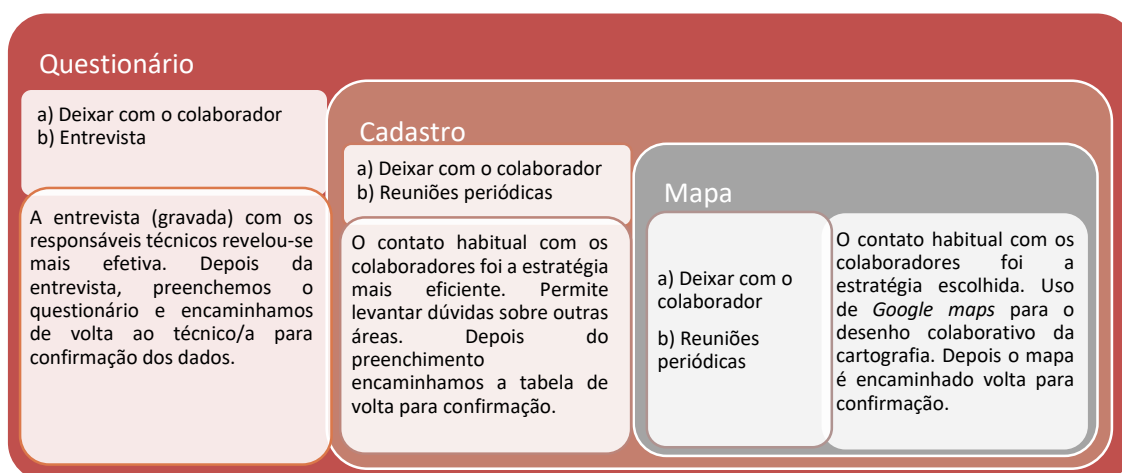 Questionário
a) Deixar com o colaborador
b) Entrevista
A entrevista (gravada) com os
responsáveis técnicos revelou-se
mais efetiva. Depois da
entrevista, preenchemos o
questionário e encaminhamos
de volta ao técnico/a para
confirmação dos dados.
Cadastro
a) Deixar com o colaborador
b) Reuniões periódicas
O contato habitual com os
colaboradores foi a estratégia
mais eficiente. Permite
levantar dúvidas sobre outras
áreas. Depois do
preenchimento
encaminhamos a tabela de
volta para confirmação.
Mapa
a) Deixar com o
colaborador
b) Reuniões
periódicas
O contato habitual com os
colaboradores foi a
estratégia escolhida. Uso
de Google maps para o
desenho colaborativo da
cartografia. Depois o mapa
é encaminhado volta para
confirmação.